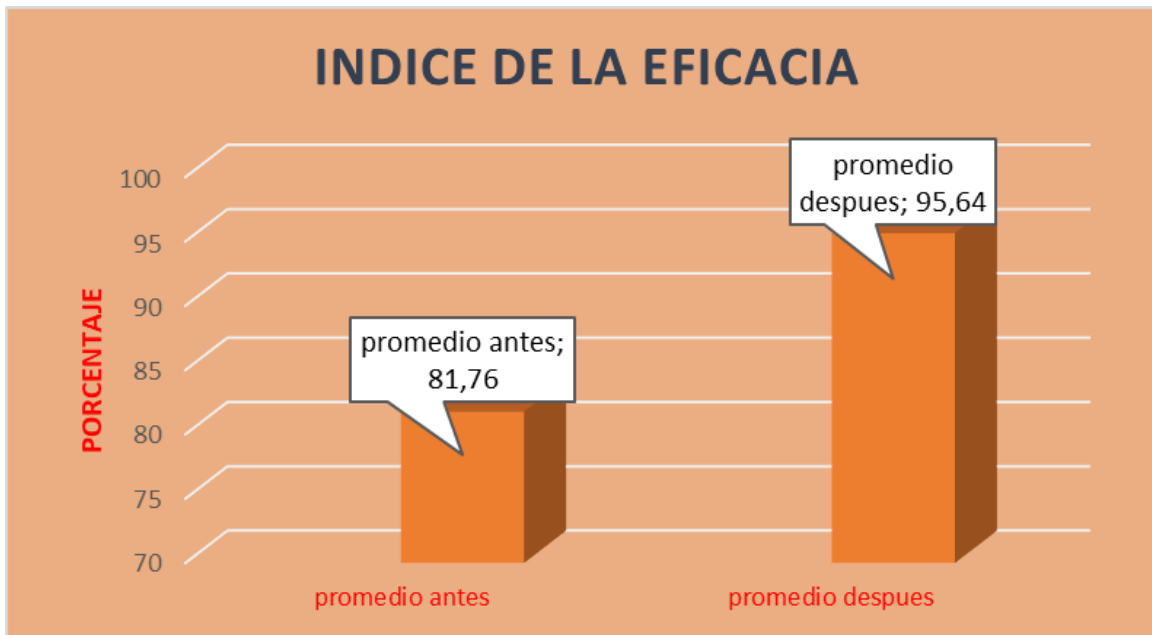 INDICE DE LA EFICACIA
PORCENTAJE
100
95
90
85
80
75
70
promedio antes;
81,76
promedio
despues; 95,64
promedio antes
promedio despues